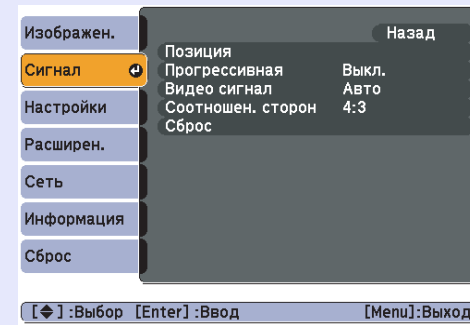 Изображен.
Сигнал
Настройки
Расширен.
Сеть
Информация
Сброс
Назад
Позиция
Прогрессивная Выкл.
Видео сигнал Авто
Соотношен. сторон 4:3
Сброс
[◆] :Выбор [Enter] :Ввод [Menu]:Выход